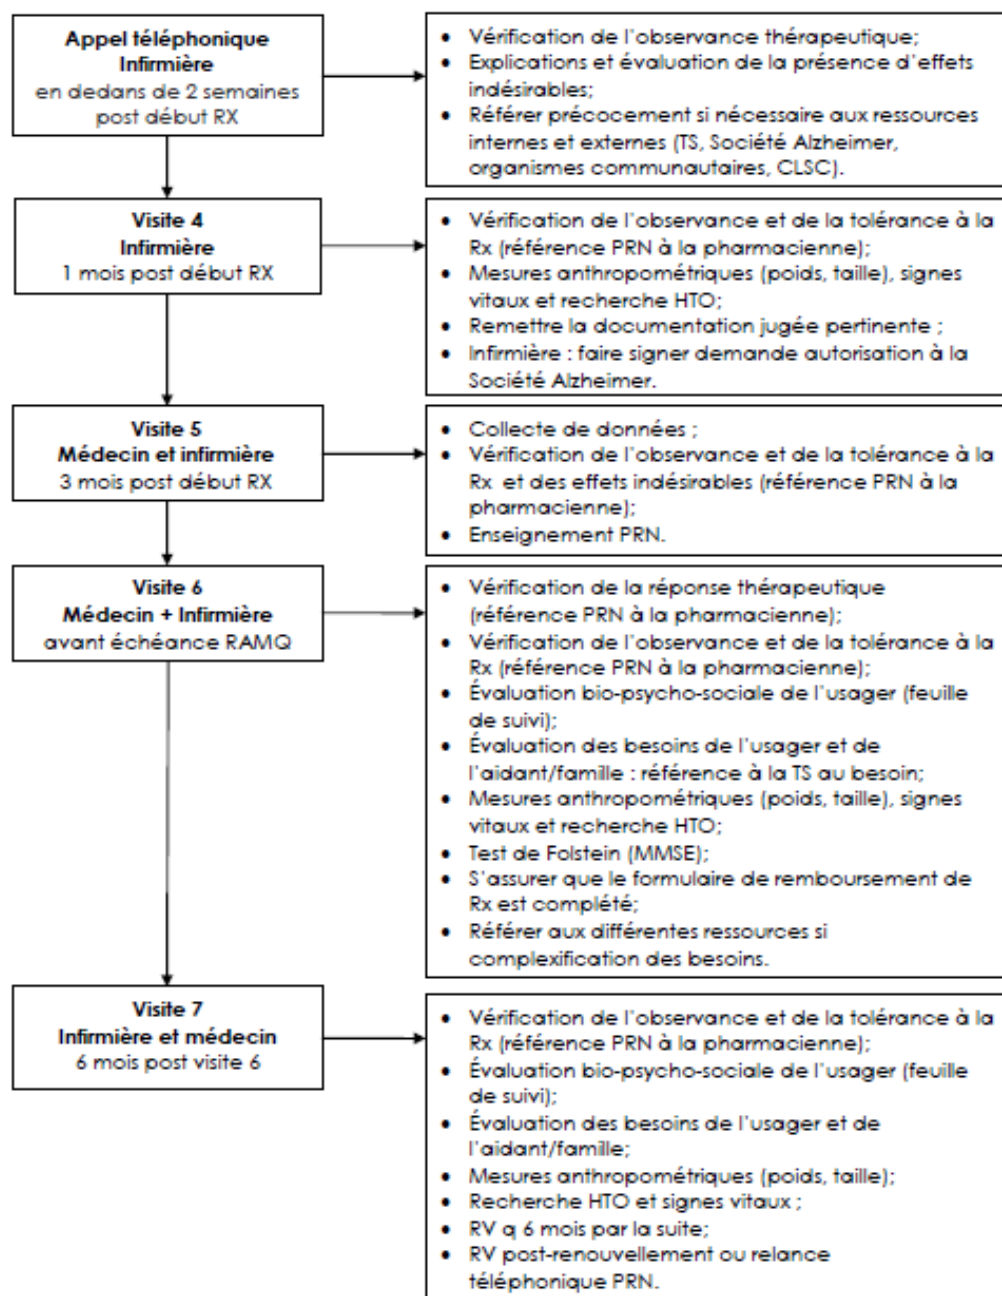 Appel téléphonique
Infirmière
en dedans de 2 semaines
post début RX
• Vérification de l'observance thérapeutique;
• Explications et évaluation de la présence d'effets
indésirables;
• Référer précocement si nécessaire aux ressources
internes et externes (TS, Société Alzheimer,
organismes communautaires, CLSC).
Visite 4
Infirmière
1 mois post début RX
• Vérification de l'observance et de la tolérance à la
Rx (référence PRN à la pharmacienne);
• Mesures anthropométriques (poids, taille), signes
vitaux et recherche HTO;
• Remettre la documentation jugée pertinente ;
• Infirmière : faire signer demande autorisation à la
Société Alzheimer.
Visite 5
Médecin et infirmière
3 mois post début RX
• Collecte de données ;
• Vérification de l'observance et de la tolérance à la
Rx et des effets indésirables (référence PRN à la
pharmacienne);
• Enseignement PRN.
Visite 6
Médecin + Infirmière
avant échéance RAMQ
• Vérification de la réponse thérapeutique
(référence PRN à la pharmacienne);
• Vérification de l'observance et de la tolérance à la
Rx (référence PRN à la pharmacienne);
• Évaluation bio-psycho-sociale de l'usager (feuille
de suivi);
• Évaluation des besoins de l'usager et de
l'aidant/famille : référence à la TS au besoin;
• Mesures anthropométriques (poids, taille), signes
vitaux et recherche HTO;
• Test de Folstein (MMSE);
• S'assurer que le formulaire de remboursement de
Rx est complété;
• Référer aux différentes ressources si
complexification des besoins.
Visite 7
Infirmière et médecin
6 mois post visite 6
• Vérification de l'observance et de la tolérance à la
Rx (référence PRN à la pharmacienne);
• Évaluation bio-psycho-sociale de l'usager (feuille
de suivi);
• Évaluation des besoins de l'usager et de
l'aidant/famille;
• Mesures anthropométriques (poids, taille);
• Recherche HTO et signes vitaux ;
• RV q 6 mois par la suite;
• RV post-renouvellement ou relance
téléphonique PRN.